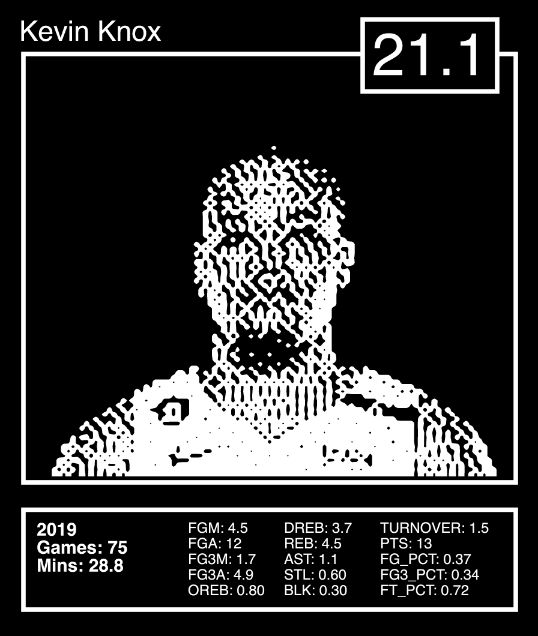 Kevin Knox
21.1
2019
Games: 75
Mins: 28.8
FGM: 4.5
FGA: 12
FG3M: 1.7
FG3A: 4.9
OREB: 0.80
DREB: 3.7
REB: 4.5
AST: 1.1
STL: 0.60
BLK: 0.30
TURNOVER: 1.5
PTS: 13
FG_PCT: 0.37
FG3_PCT: 0.34
FT_PCT: 0.72